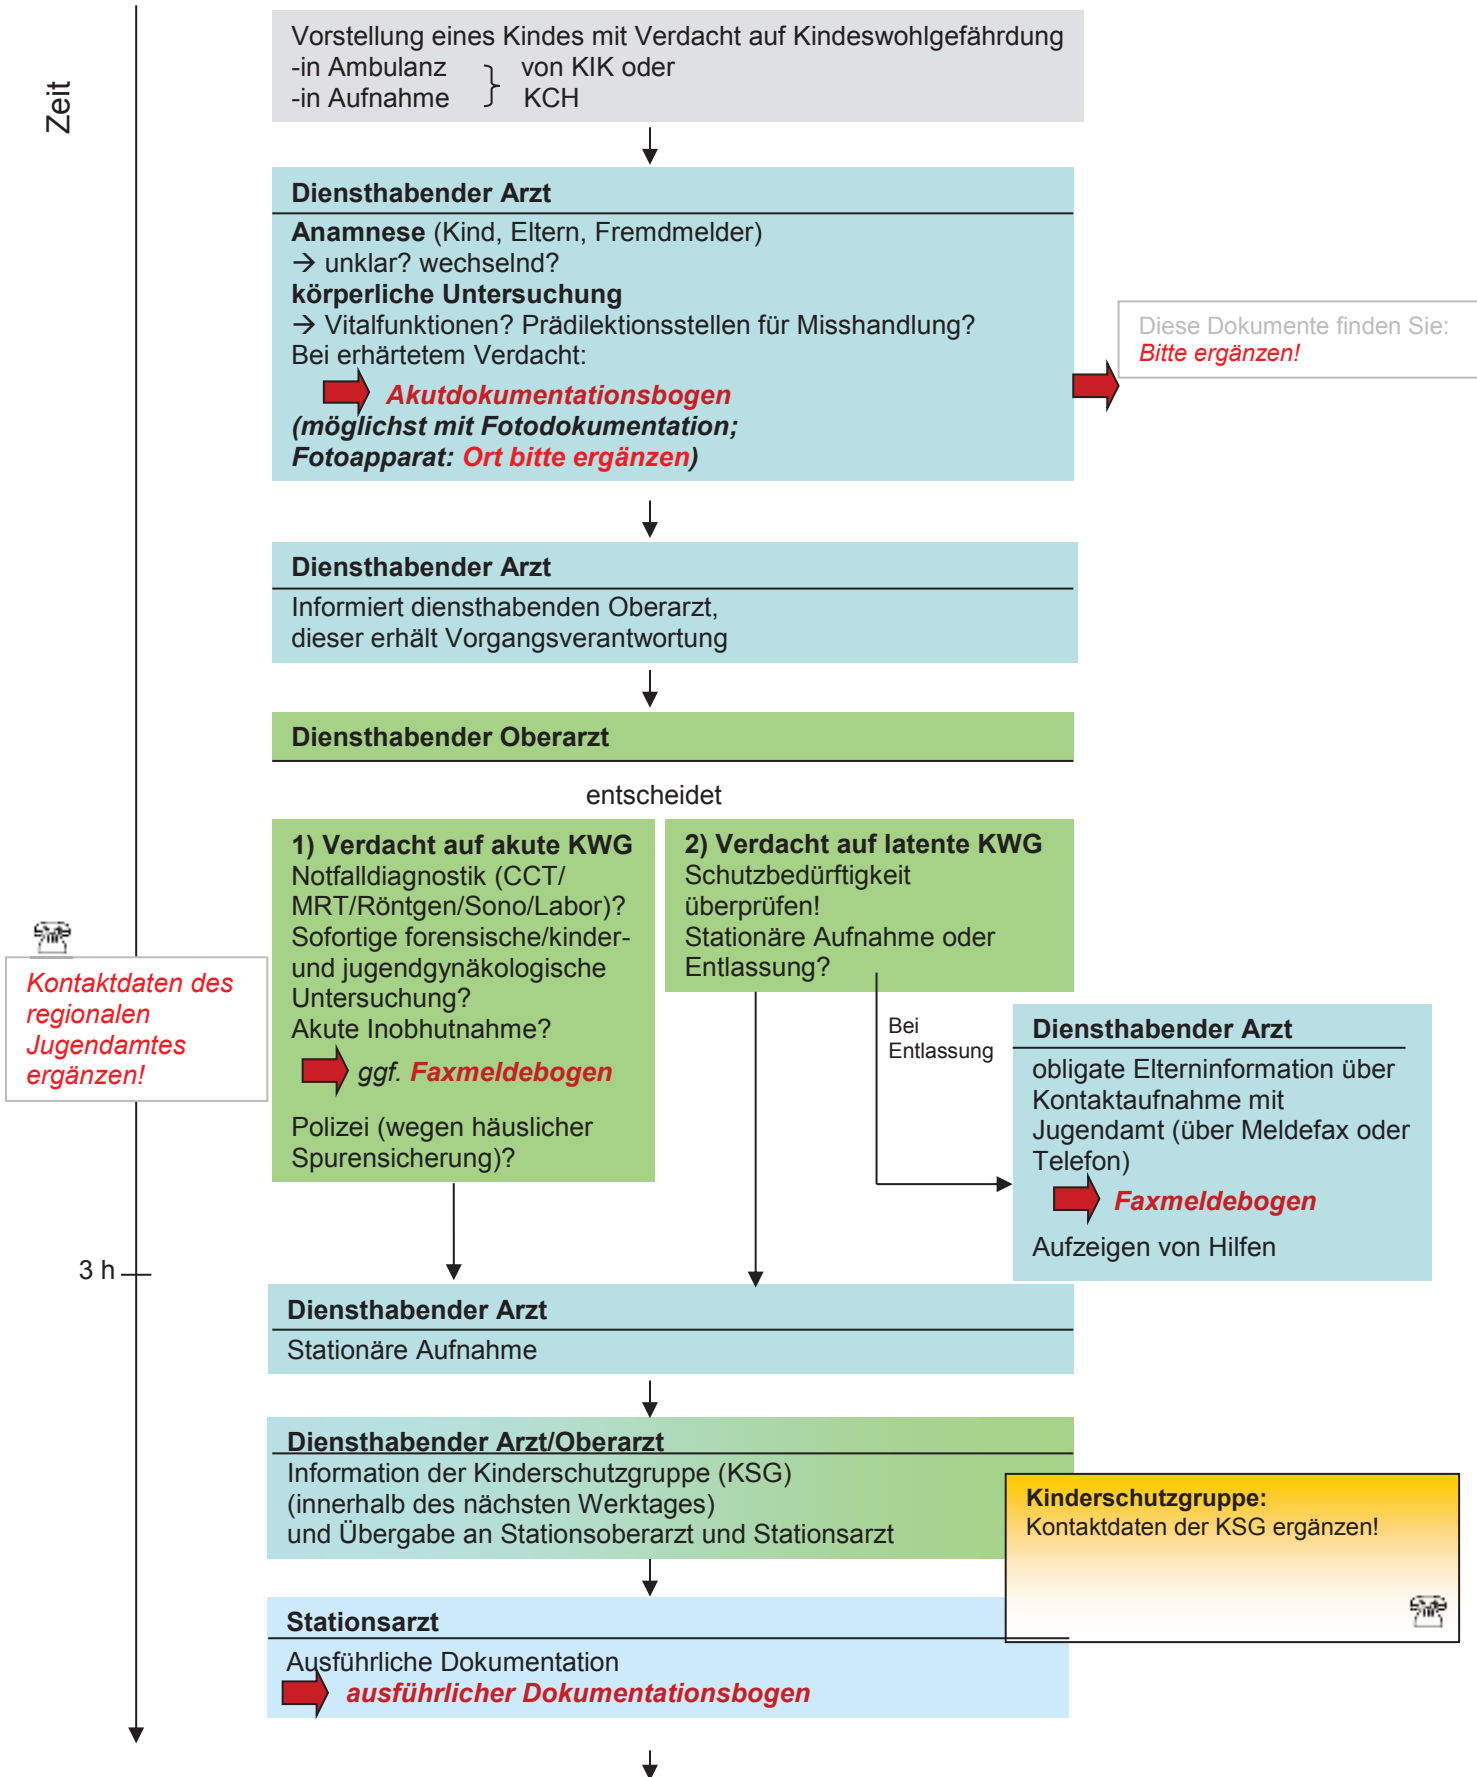 Zeit
Vorstellung eines Kindes mit Verdacht auf Kindeswohlgefährdung
-in Ambulanz } von KIK oder
-in Aufnahme } KCH
Diensthabender Arzt
Anamnese (Kind, Eltern, Fremdmelder)
→ unklar? wechselnd?
körperliche Untersuchung
→ Vitalfunktionen? Prädilektionsstellen für Misshandlung?
Bei erhärtetem Verdacht:
Akutdokumentationsbogen
(möglichst mit Fotodokumentation;
Fotoapparat: Ort bitte ergänzen)
Diese Dokumente finden Sie:
Bitte ergänzen!
Diensthabender Arzt
Informiert diensthabenden Oberarzt,
dieser erhält Vorgangsverantwortung
Diensthabender Oberarzt
entscheidet
1) Verdacht auf akute KWG
Notfalldiagnostik (CCT/
MRT/Röntgen/Sono/Labor)?
Sofortige forensische/kinder-
und jugendgynäkologische
Untersuchung?
Akute Inobhutnahme?
ggf. Faxmeldebogen
Polizei (wegen häuslicher
Spurensicherung)?
2) Verdacht auf latente KWG
Schutzbedürftigkeit
überprüfen!
Stationäre Aufnahme oder
Entlassung?
Kontaktdaten des
regionalen
Jugendamtes
ergänzen!
Bei
Entlassung
Diensthabender Arzt
obligate Elterninformation über
Kontaktaufnahme mit
Jugendamt (über Meldefax oder
Telefon)
Faxmeldebogen
Aufzeigen von Hilfen
3 h
Diensthabender Arzt
Stationäre Aufnahme
Diensthabender Arzt/Oberarzt
Information der Kinderschutzgruppe (KSG)
(innerhalb des nächsten Werktages)
und Übergabe an Stationsoberarzt und Stationsarzt
Kinderschutzgruppe:
Kontaktdaten der KSG ergänzen!
Stationsarzt
Ausführliche Dokumentation
ausführlicher Dokumentationsbogen